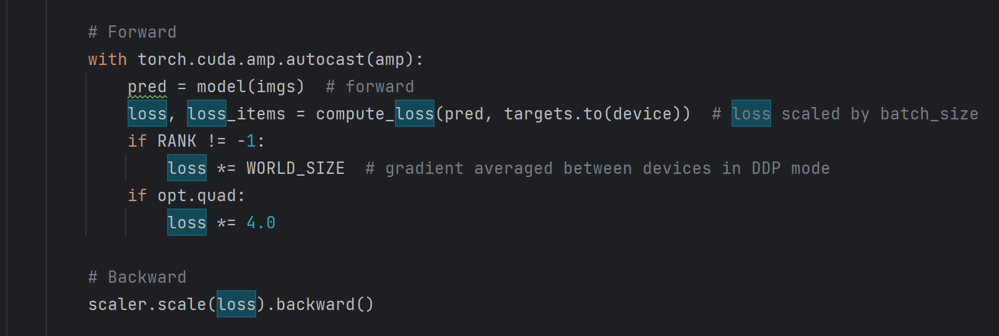 # Forward
with torch.cuda.amp.autocast(amp):
pred = model(imgs)  # forward
loss, loss_items = compute_loss(pred, targets.to(device))  # loss scaled by batch_size
if RANK != -1:
loss *= WORLD_SIZE  # gradient averaged between devices in DDP mode
if opt.quad:
loss *= 4.0
# Backward
scaler.scale(loss).backward()